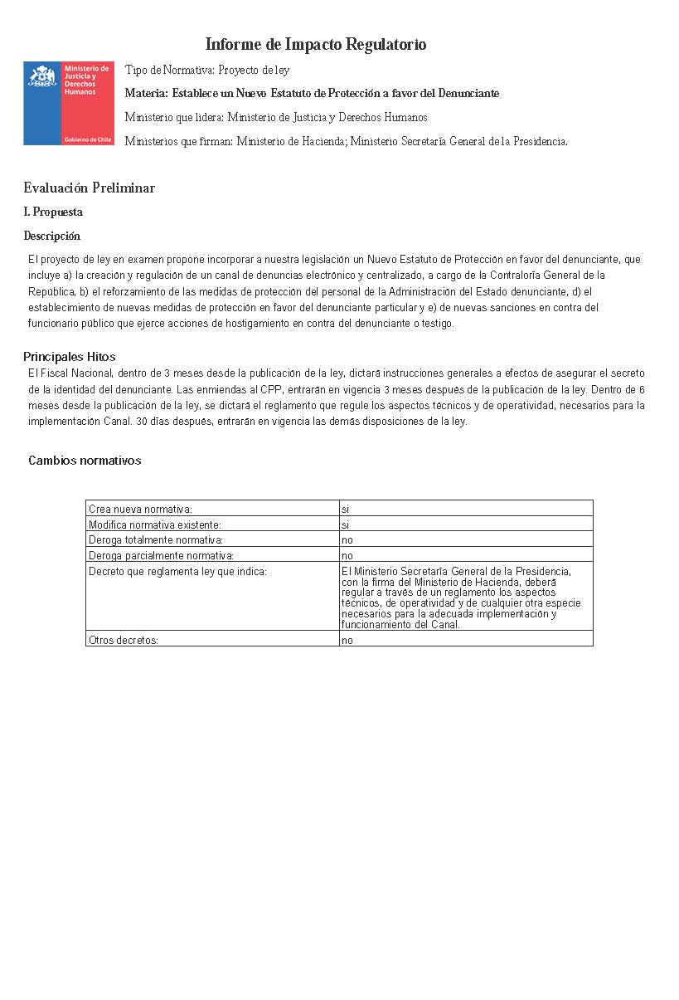 Informe de Impacto Regulatorio
Ministerio de
Justicia y
Derechos
Humanos
Gobierno de Chile
Tipo de Normativa: Proyecto de ley
Materia: Establece un Nuevo Estatuto de Protección a favor del Denunciante
Ministerio que lidera: Ministerio de Justicia y Derechos Humanos
Ministerios que firman: Ministerio de Hacienda; Ministerio Secretaría General de la Presidencia.
Evaluación Preliminar
I. Propuesta
Descripción
El proyecto de ley en examen propone incorporar a nuestra legislación un Nuevo Estatuto de Protección en favor del denunciante, que
incluye a) la creación y regulación de un canal de denuncias electrónico y centralizado, a cargo de la Contraloría General de la
República, b) el reforzamiento de las medidas de protección del personal de la Administración del Estado denunciante, d) el
establecimiento de nuevas medidas de protección en favor del denunciante particular y e) de nuevas sanciones en contra del
funcionario público que ejerce acciones de hostigamiento en contra del denunciante o testigo.
Principales Hitos
El Fiscal Nacional, dentro de 3 meses desde la publicación de la ley, dictará instrucciones generales a efectos de asegurar el secreto
de la identidad del denunciante. Las enmiendas al CPP, entrarán en vigencia 3 meses después de la publicación de la ley. Dentro de 6
meses desde la publicación de la ley, se dictará el reglamento que regule los aspectos técnicos y de operatividad, necesarios para la
implementación Canal. 30 días después, entrarán en vigencia las demás disposiciones de la ley.
Cambios normativos
Crea nueva normativa: si
Modifica normativa existente: si
Deroga totalmente normativa: no
Deroga parcialmente normativa: no
Decreto que reglamenta ley que indica: El Ministerio Secretaría General de la Presidencia,
con la firma del Ministerio de Hacienda, deberá
regular a través de un reglamento los aspectos
técnicos, de operatividad y de cualquier otra especie
necesarios para la adecuada implementación y
funcionamiento del Canal.
Otros decretos: no